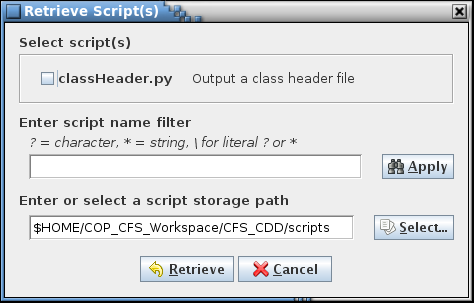 Retrieve Script(s)
Select script(s)
classHeader.py Output a class header file
Enter script name filter
? = character, * = string, \ for literal ? or *
Apply
Enter or select a script storage path
$HOME/COP_CFS_Workspace/CFS_CDD/scripts Select...
Retrieve Cancel